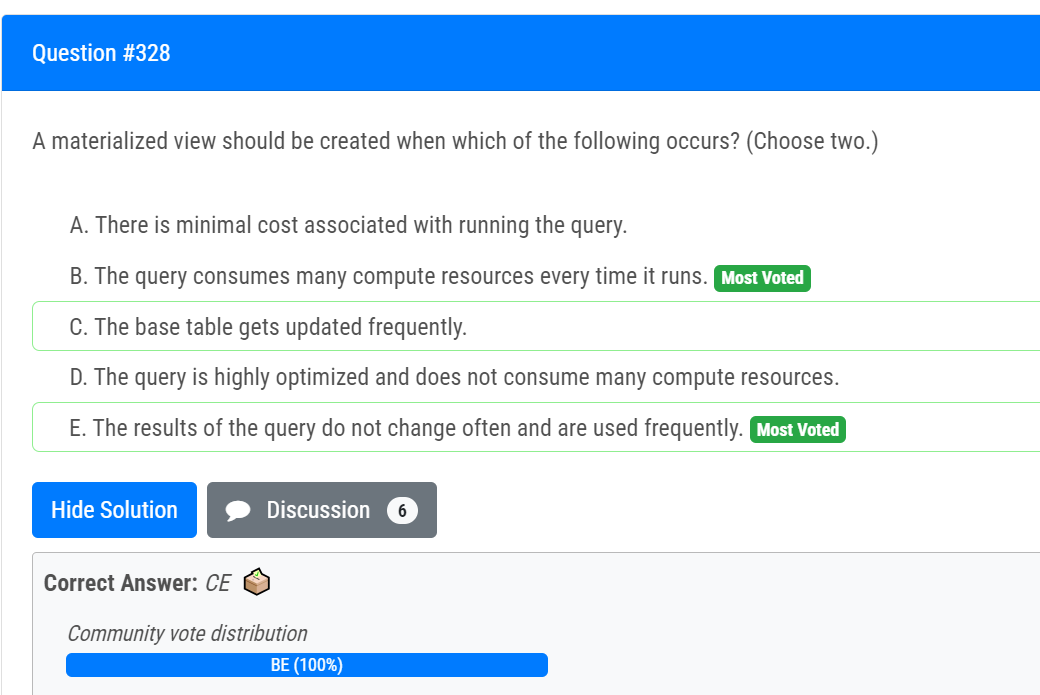 Question #328
A materialized view should be created when which of the following occurs? (Choose two.)
A. There is minimal cost associated with running the query.
B. The query consumes many compute resources every time it runs. Most Voted
C. The base table gets updated frequently.
D. The query is highly optimized and does not consume many compute resources.
E. The results of the query do not change often and are used frequently. Most Voted
Hide Solution Discussion 6
Correct Answer: CE
Community vote distribution
BE (100%)